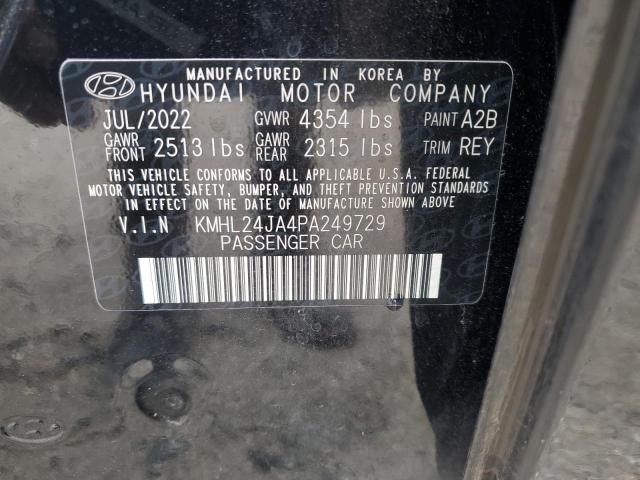 MANUFACTURED IN KOREA BY
HYUNDAI MOTOR COMPANY
JUL/2022 GVWR 4354 lbs PAINT A2B
GAWR FRONT 2513 lbs GAWR REAR 2315 lbs TRIM REY
THIS VEHICLE CONFORMS TO ALL APPLICABLE U.S.A. FEDERAL
MOTOR VEHICLE SAFETY, BUMPER, AND THEFT PREVENTION STANDARDS
IN EFFECT ON THE DATE OF MANUFACTURE SHOWN ABOVE
V.I.N KMHL24JA4PA249729
PASSENGER CAR